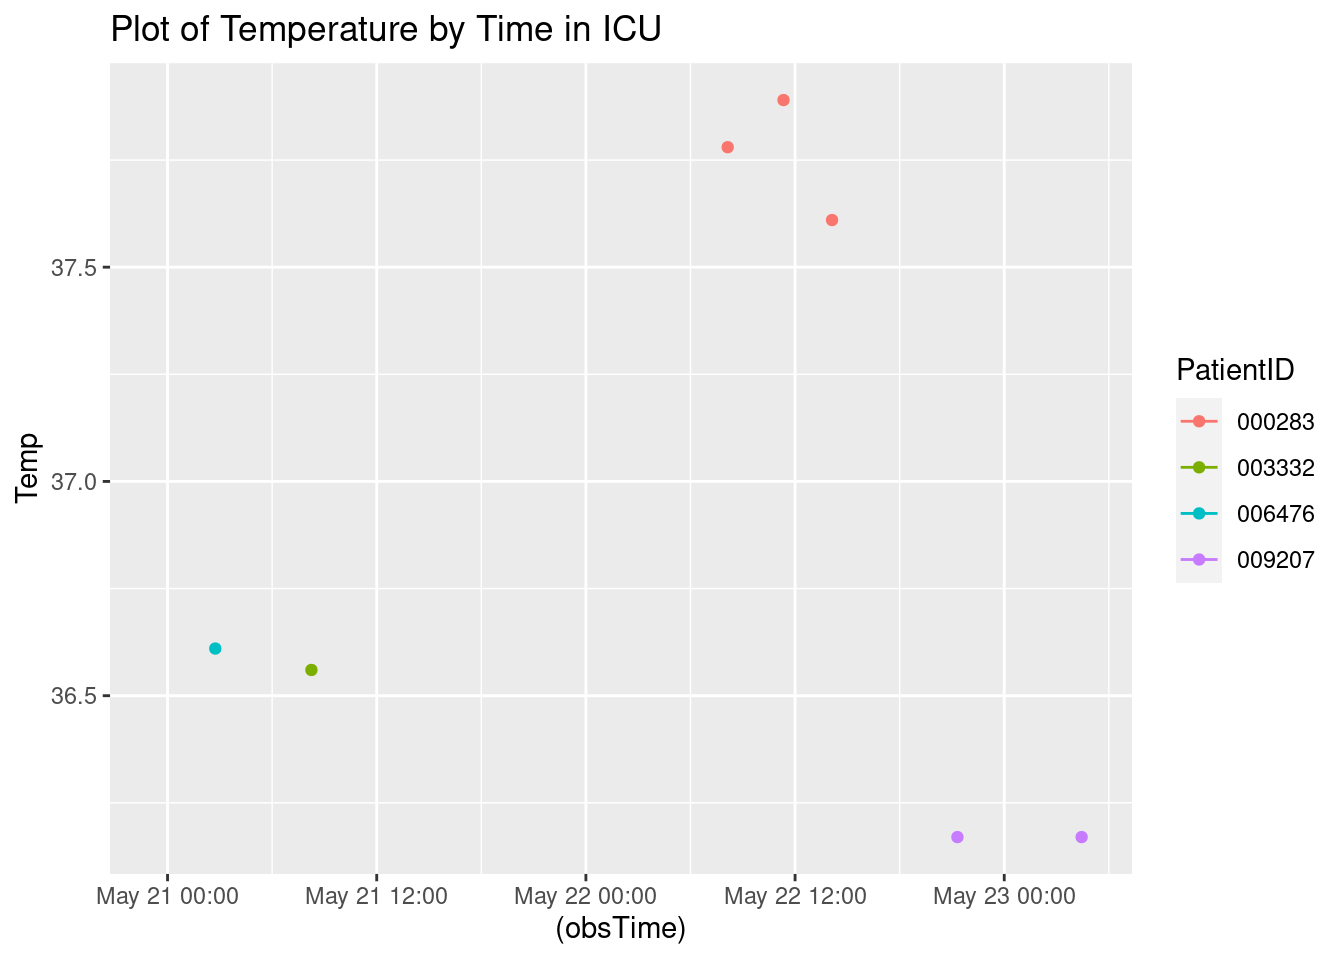 Plot of Temperature by Time in ICU
Temp
37.5
37.0
36.5
May 21 00:00
May 21 12:00
May 22 00:00
May 22 12:00
May 23 00:00
(obsTime)
PatientID
000283
003332
006476
009207